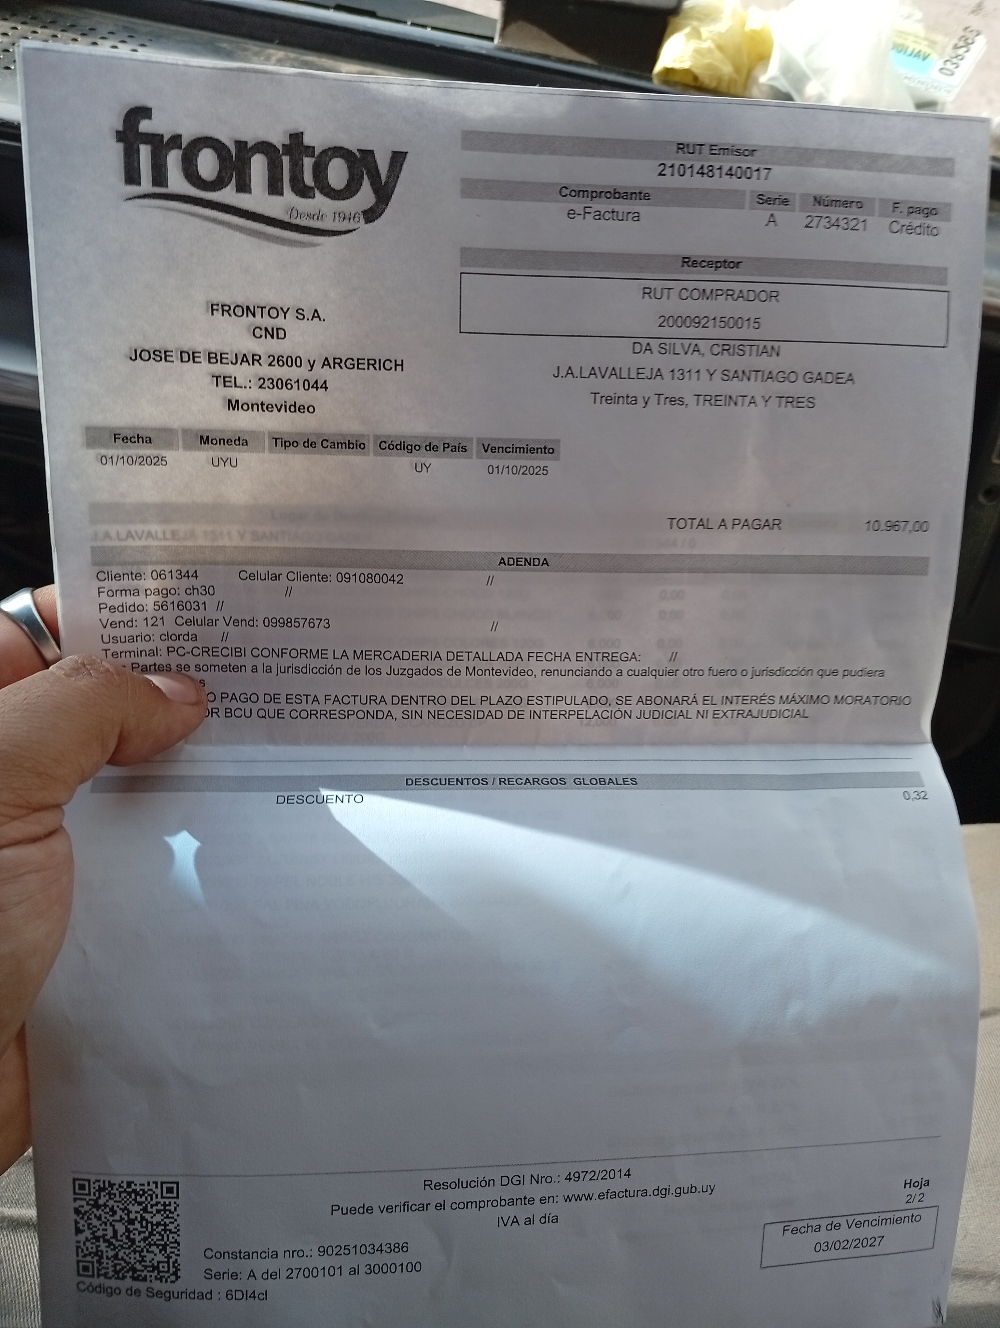 frontoy
Desde 1946
RUT Emisor
210148140017
Comprobante Serie Número F. pago
e-Factura A 2734321 Crédito
Receptor
RUT COMPRADOR
200092150015
DA SILVA, CRISTIAN
J.A.LAVALLEJA 1311 Y SANTIAGO GADEA
Treinta y Tres, TREINTA Y TRES
FRONTOY S.A.
CND
JOSE DE BEJAR 2600 y ARGERICH
TEL.: 23061044
Montevideo
Fecha Moneda Tipo de Cambio Código de País Vencimiento
01/10/2025 UYU UY 01/10/2025
TOTAL A PAGAR 10.967,00
ADENDA
Cliente: 061344 Celular Cliente: 091080042 //
Forma pago: ch30 //
Pedido: 5616031 //
Vend: 121 Celular Vend: 099857673 //
Usuario: clorda //
Terminal: PC-CRECIBI CONFORME LA MERCADERIA DETALLADA FECHA ENTREGA: //
Partes se someten a la jurisdicción de los Juzgados de Montevideo, renunciando a cualquier otro fuero o jurisdicción que pudiera
PAGO DE ESTA FACTURA DENTRO DEL PLAZO ESTIPULADO, SE ABONARÁ EL INTERÉS MÁXIMO MORATORIO
BCU QUE CORRESPONDA, SIN NECESIDAD DE INTERPELACIÓN JUDICIAL NI EXTRAJUDICIAL
DESCUENTOS / RECARGOS GLOBALES
DESCUENTO 0,32
Resolución DGI Nro.: 4972/2014
Puede verificar el comprobante en: www.efactura.dgi.gub.uy
IVA al día
Hoja
2/2
Fecha de Vencimiento
03/02/2027
Constancia nro.: 90251034386
Serie: A del 2700101 al 3000100
Código de Seguridad : 6DI4cl